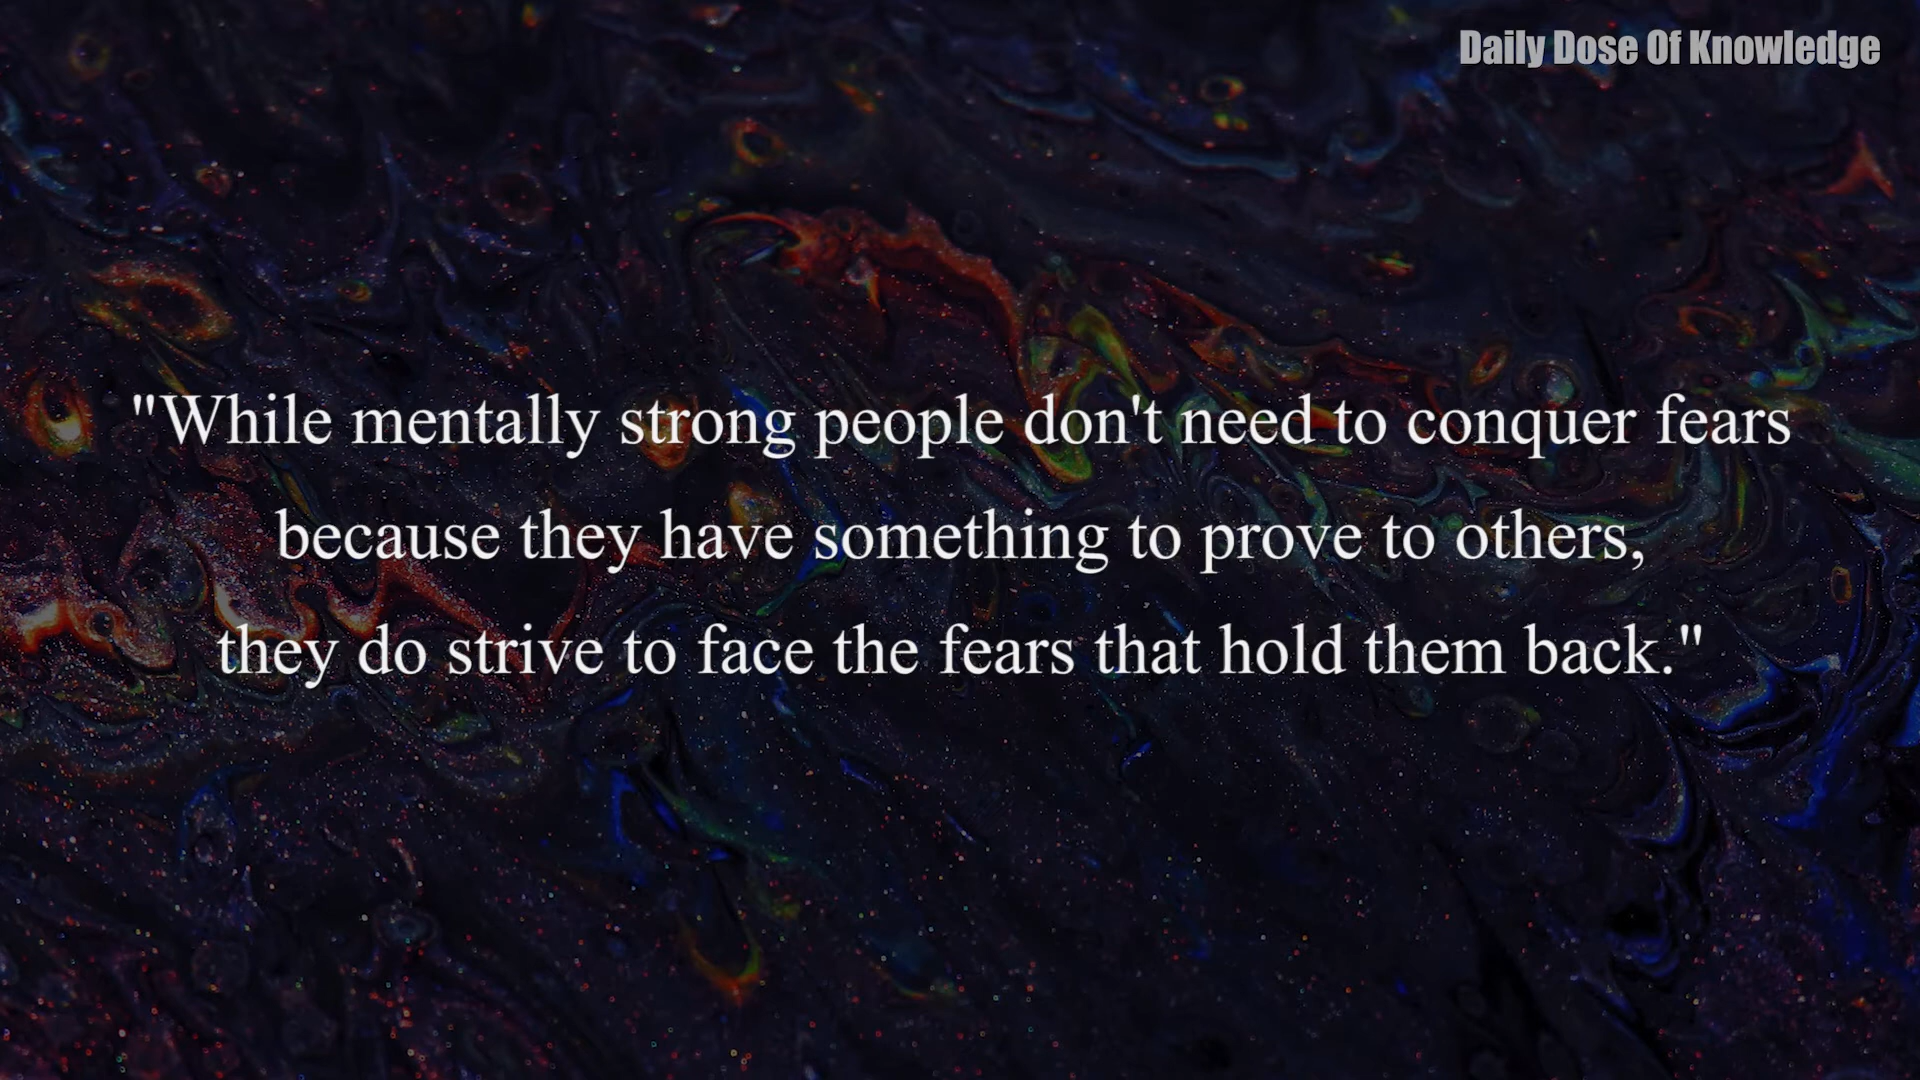 Daily Dose Of Knowledge
"While mentally strong people don't need to conquer fears
because they have something to prove to others,
they do strive to face the fears that hold them back."